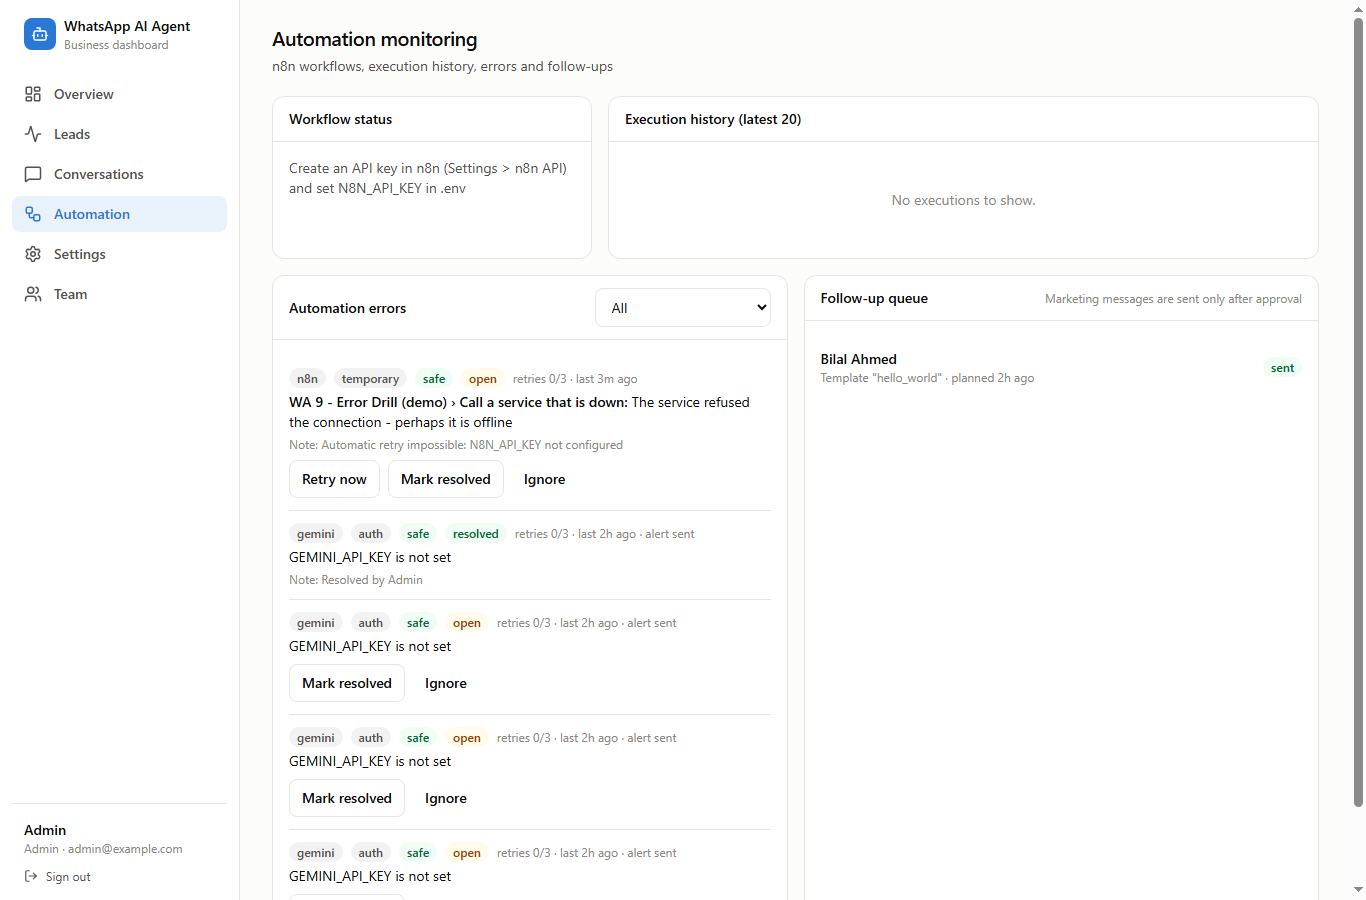 WhatsApp AI Agent
Business dashboard
Overview
Leads
Conversations
Automation
Settings
Team
Admin
Admin · admin@example.com
Sign out
Automation monitoring
n8n workflows, execution history, errors and follow-ups
Workflow status
Create an API key in n8n (Settings > n8n API)
and set N8N_API_KEY in .env
Execution history (latest 20)
No executions to show.
Automation errors
All
n8n temporary safe open retries 0/3 · last 3m ago
WA 9 - Error Drill (demo) › Call a service that is down: The service refused
the connection - perhaps it is offline
Note: Automatic retry impossible: N8N_API_KEY not configured
Retry now Mark resolved Ignore
gemini auth safe resolved retries 0/3 · last 2h ago · alert sent
GEMINI_API_KEY is not set
Note: Resolved by Admin
gemini auth safe open retries 0/3 · last 2h ago · alert sent
GEMINI_API_KEY is not set
Mark resolved Ignore
gemini auth safe open retries 0/3 · last 2h ago · alert sent
GEMINI_API_KEY is not set
Mark resolved Ignore
gemini auth safe open retries 0/3 · last 2h ago · alert sent
GEMINI_API_KEY is not set
Follow-up queue
Marketing messages are sent only after approval
Bilal Ahmed
Template "hello_world" · planned 2h ago
sent